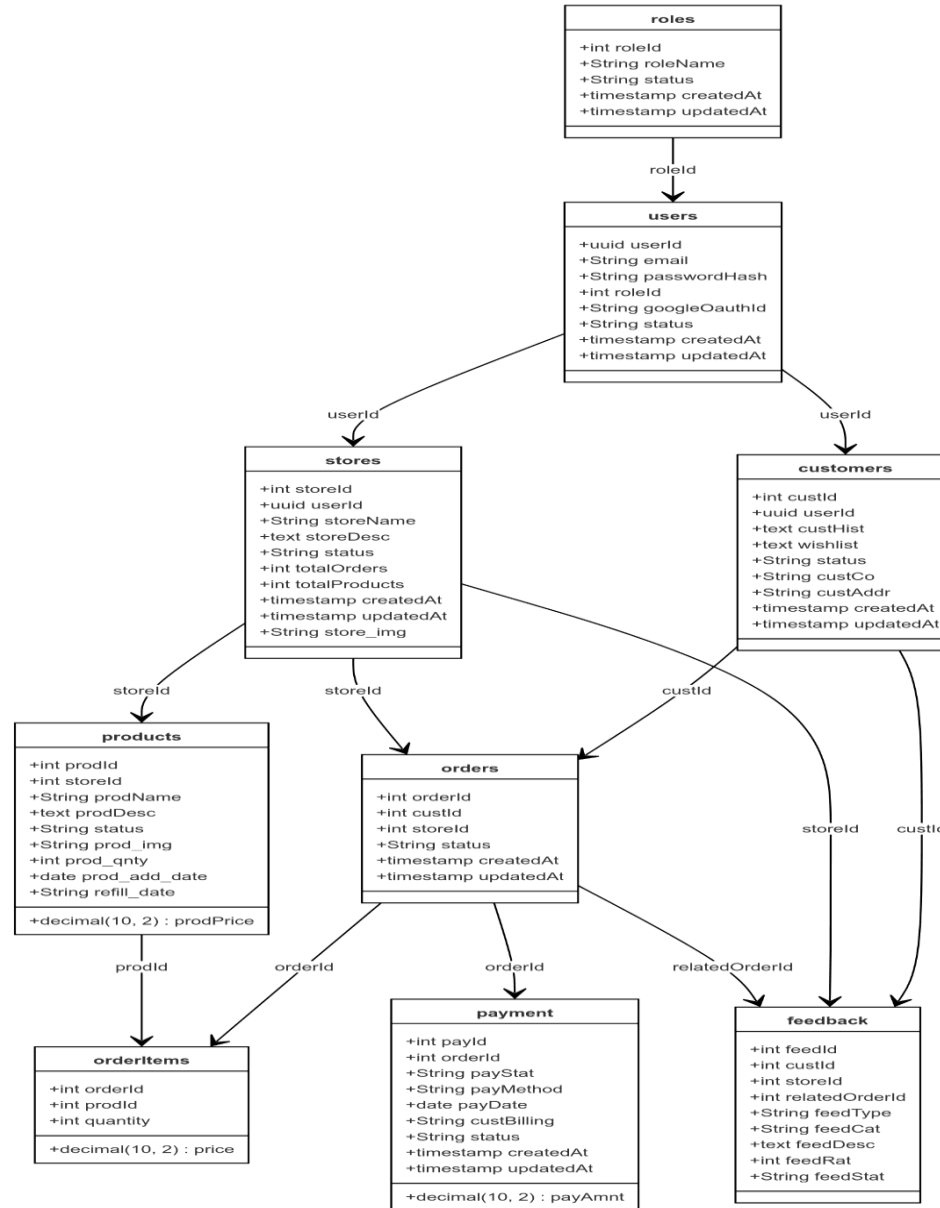 roles
+int roleId
+String roleName
+String status
+timestamp createdAt
+timestamp updatedAt
roleId
users
+uuid userId
+String email
+String passwordHash
+int roleId
+String googleOauthId
+String status
+timestamp createdAt
+timestamp updatedAt
userId
userId
stores
+int storeId
+uuid userId
+String storeName
+text storeDesc
+String status
+int totalOrders
+int totalProducts
+timestamp createdAt
+timestamp updatedAt
+String store_img
customers
+int custId
+uuid userId
+text custHist
+text wishlist
+String status
+String custCo
+String custAddr
+timestamp createdAt
+timestamp updatedAt
storeId
storeId
custId
products
+int prodId
+int storeId
+String prodName
+text prodDesc
+String status
+String prod_img
+int prod_qnty
+date prod_add_date
+String refill_date
+decimal(10, 2) : prodPrice
orders
+int orderId
+int custId
+int storeId
+String status
+timestamp createdAt
+timestamp updatedAt
storeId
custId
prodId
orderId
orderId
relatedOrderId
orderItems
+int orderId
+int prodId
+int quantity
+decimal(10, 2) : price
payment
+int payId
+int orderId
+String payStat
+String payMethod
+date payDate
+String custBilling
+String status
+timestamp createdAt
+timestamp updatedAt
+decimal(10, 2) : payAmnt
feedback
+int feedId
+int custId
+int storeId
+int relatedOrderId
+String feedType
+String feedCat
+text feedDesc
+int feedRat
+String feedStat